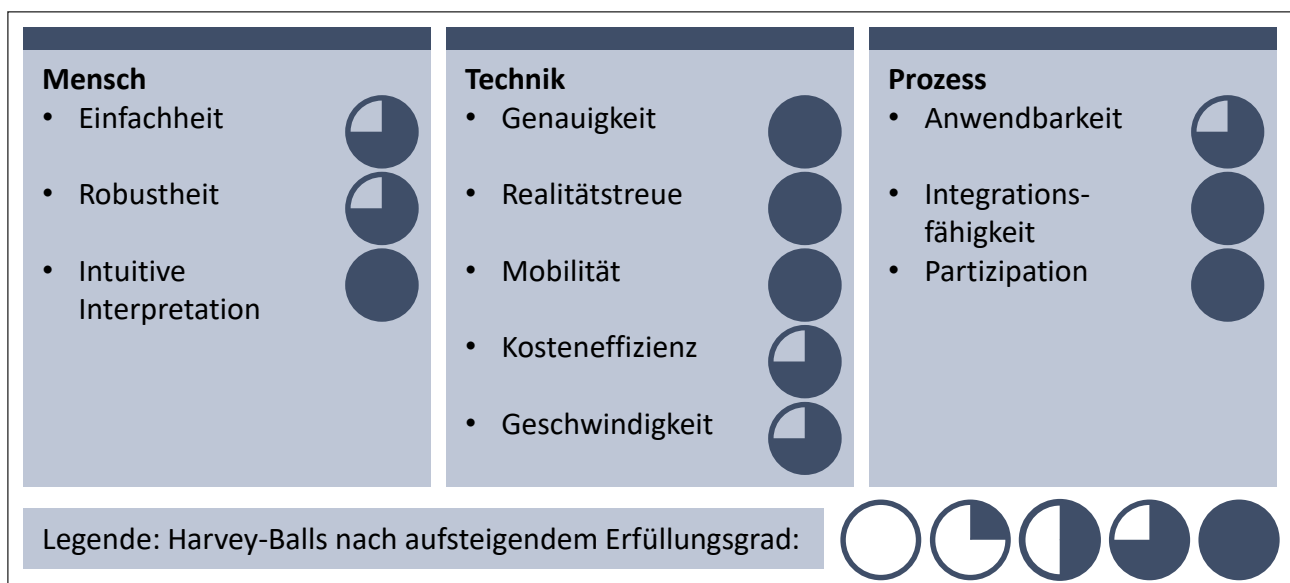 Mensch
• Einfachheit
• Robustheit
• Intuitive
Interpretation
Technik
• Genauigkeit
• Realitätstreue
• Mobilität
• Kosteneffizienz
• Geschwindigkeit
Prozess
• Anwendbarkeit
• Integrations-
fähigkeit
• Partizipation
Legende: Harvey-Balls nach aufsteigendem Erfüllungsgrad: